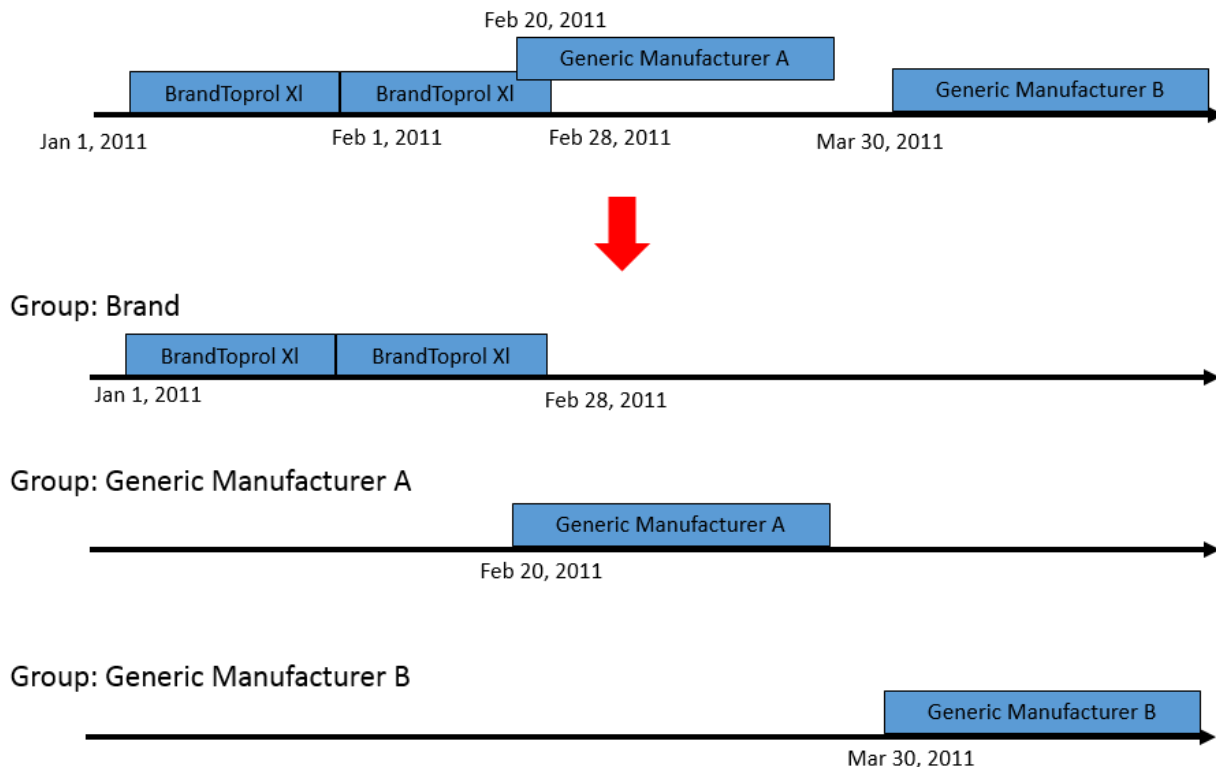 Feb 20, 2011
Generic Manufacturer A
BrandToprol Xl
BrandToprol Xl
Generic Manufacturer B
Jan 1, 2011
Feb 1, 2011
Feb 28, 2011
Mar 30, 2011
Group: Brand
BrandToprol Xl
BrandToprol Xl
Jan 1, 2011
Feb 28, 2011
Group: Generic Manufacturer A
Generic Manufacturer A
Feb 20, 2011
Group: Generic Manufacturer B
Generic Manufacturer B
Mar 30, 2011